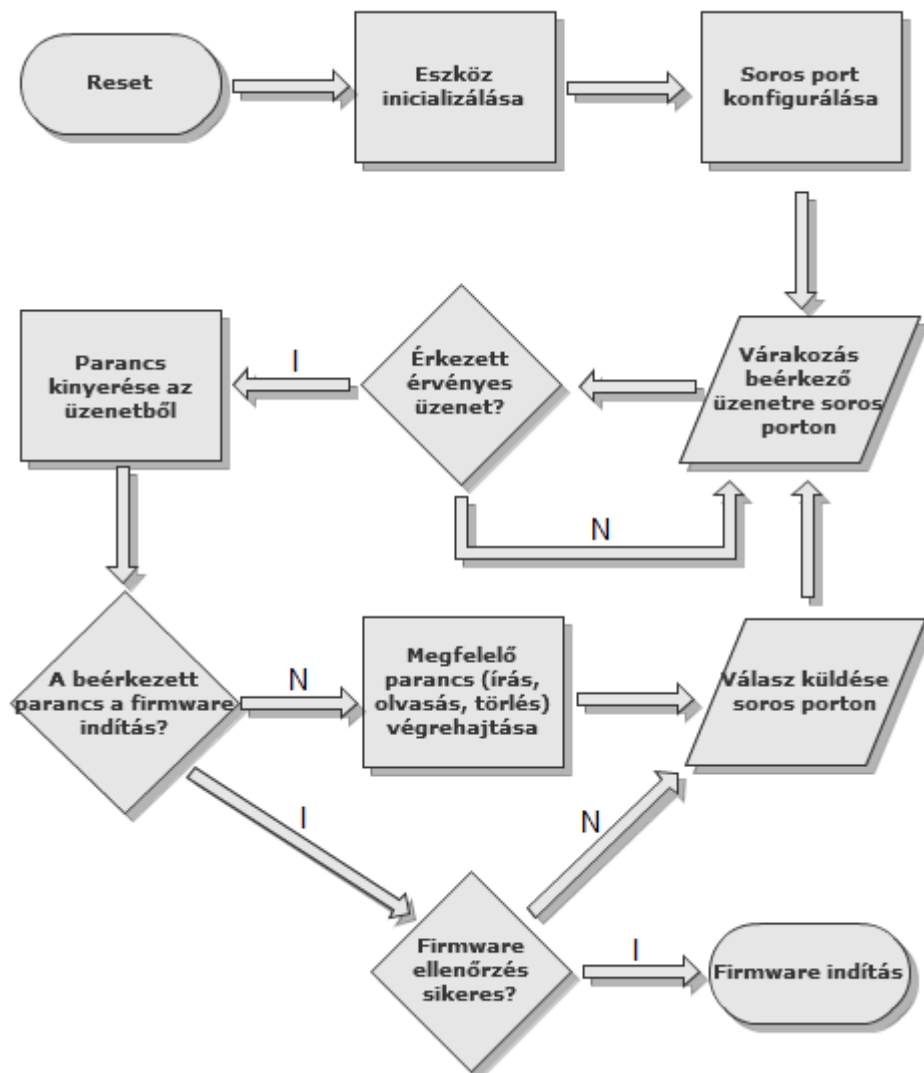 Reset
Eszköz
inicializálása
Soros port
konfigurálása
Várakozás
beérkező
üzenetre soros
porton
Érkezett
érvényes
üzenet?
I
N
Parancs
kinyerése az
üzenetből
A beérkezett
parancs a firmware
indítás?
N
I
Megfelelő
parancs (írás,
olvasás, törlés)
végrehajtása
Válasz küldése
soros porton
Firmware
ellenőrzés
sikeres?
N
I
Firmware indítás